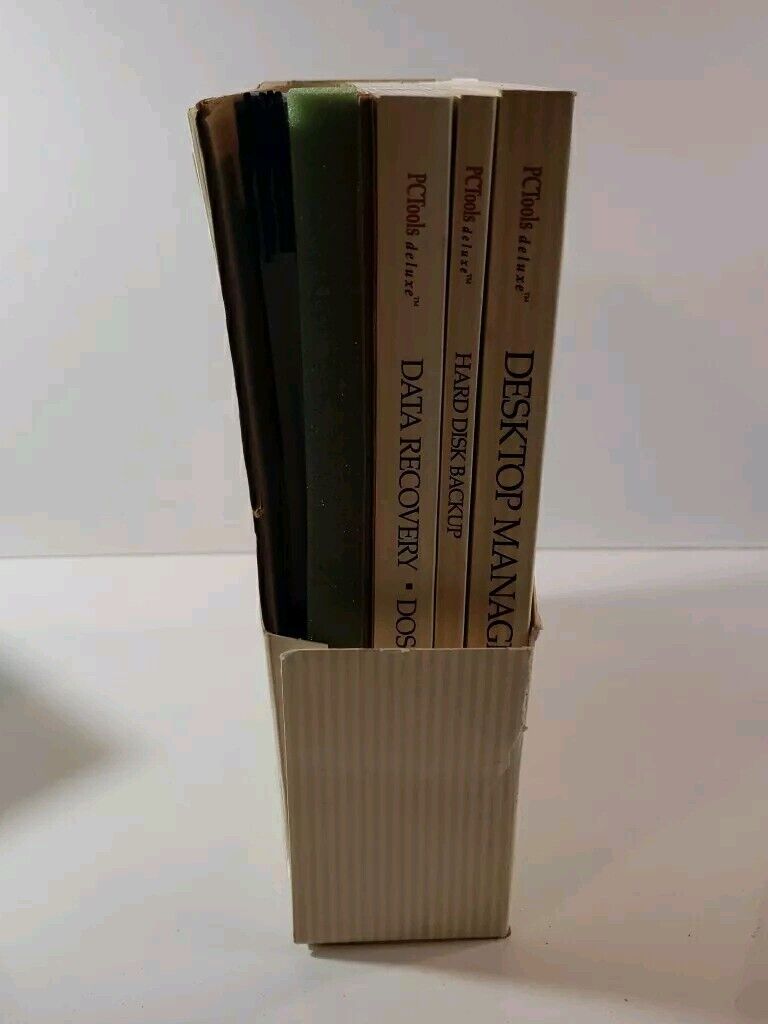 PCTools deluxe™ DATA RECOVERY ▪ DOS
PCTools deluxe™ HARD DISK BACKUP
PCTools deluxe™ DESKTOP MANAG